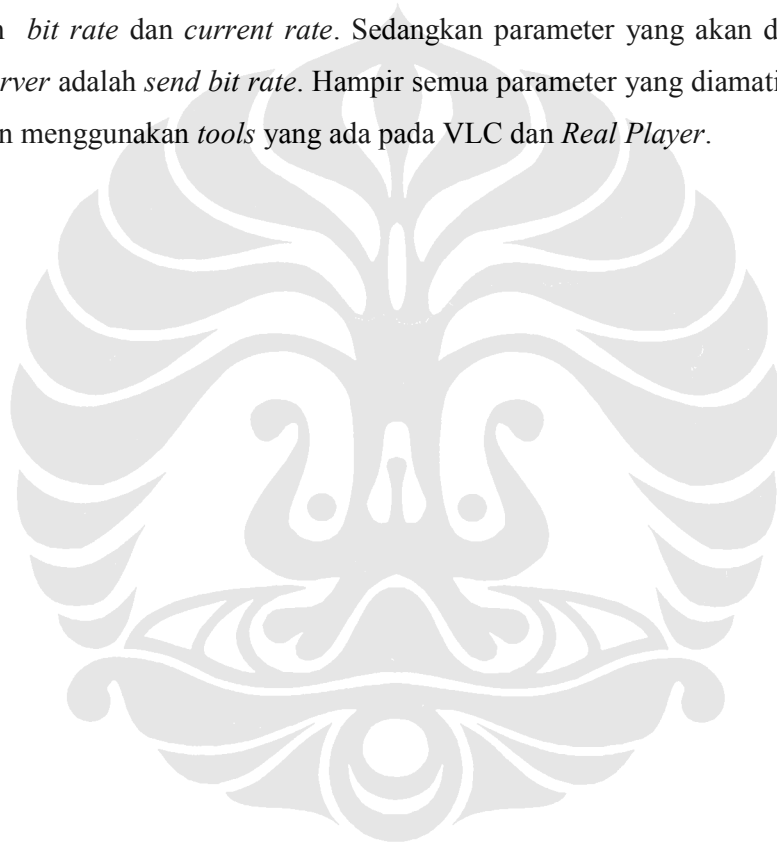 bit rate dan current rate. Sedangkan parameter yang akan
adalah send bit rate. Hampir semua parameter yang diamati
menggunakan tools yang ada pada VLC dan Real Player.